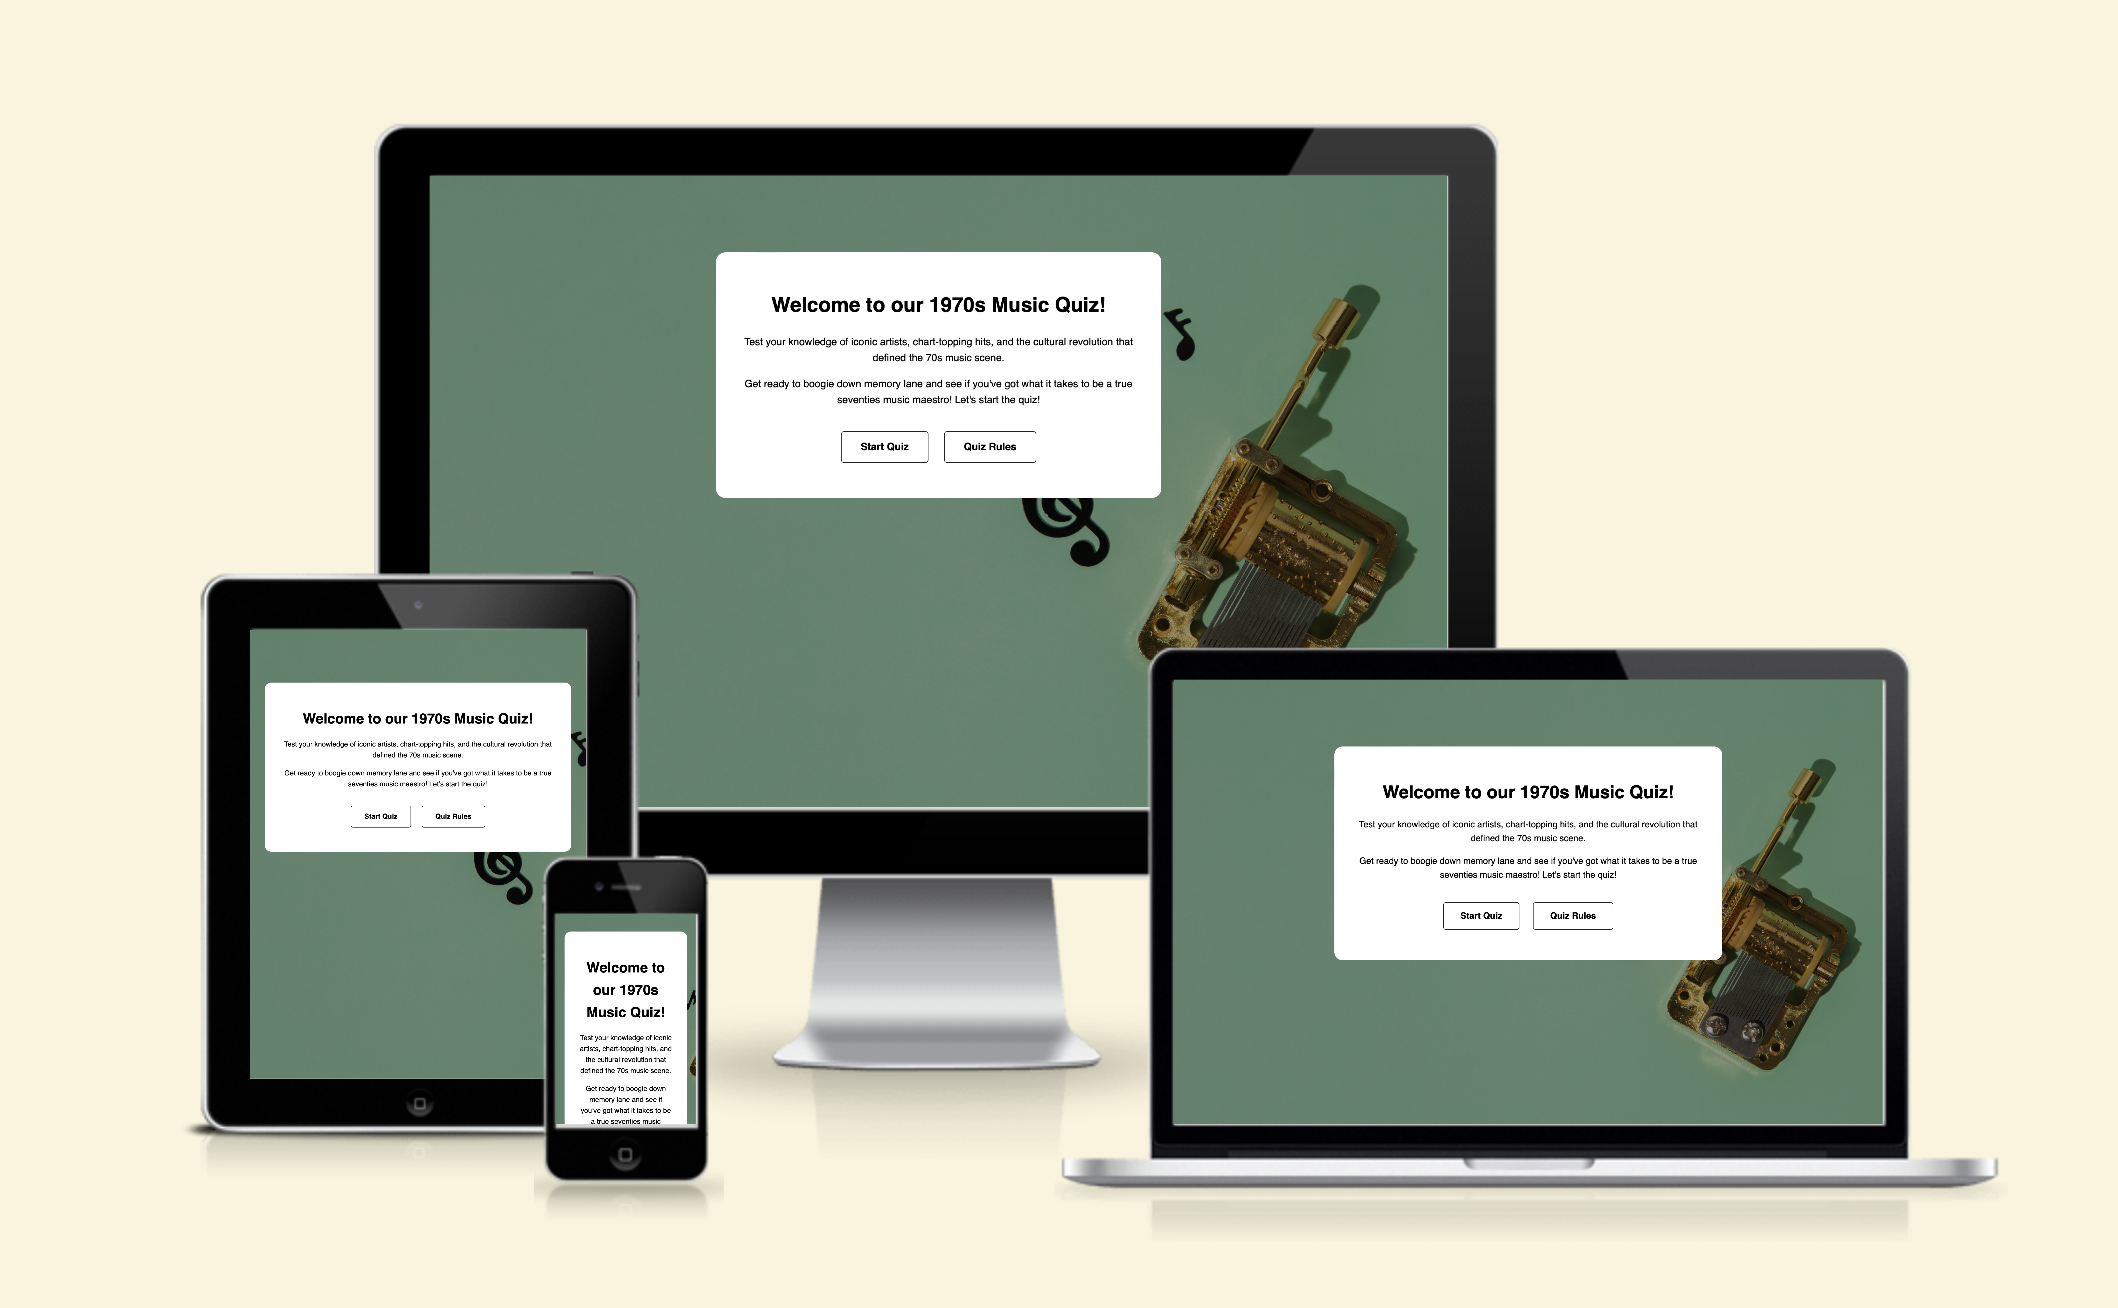 Welcome to our 1970s Music Quiz!
Test your knowledge of iconic artists, chart-topping hits, and the cultural revolution that
defined the 70s music scene.
Get ready to boogie down memory lane and see if you've got what it takes to be a true
seventies music maestro! Let's start the quiz!
Start Quiz
Quiz Rules
Welcome to our 1970s Music Quiz!
Test your knowledge of iconic artists, chart-topping hits, and the cultural revolution that
defined the 70s music scene.
Get ready to boogie down memory lane and see if you've got what it takes to be a true
seventies music maestro! Let's start the quiz!
Start Quiz
Quiz Rules
Welcome to
our 1970s
Music Quiz!
Test your knowledge of iconic
artists, chart-topping hits, and
the cultural revolution that
defined the 70s music scene.
Get ready to boogie down
memory lane and see if
you've got what it takes to be
a true seventies music
Welcome to our 1970s Music Quiz!
Test your knowledge of iconic artists, chart-topping hits, and the cultural revolution that
defined the 70s music scene.
Get ready to boogie down memory lane and see if you've got what it takes to be a true
seventies music maestro! Let's start the quiz!
Start Quiz
Quiz Rules